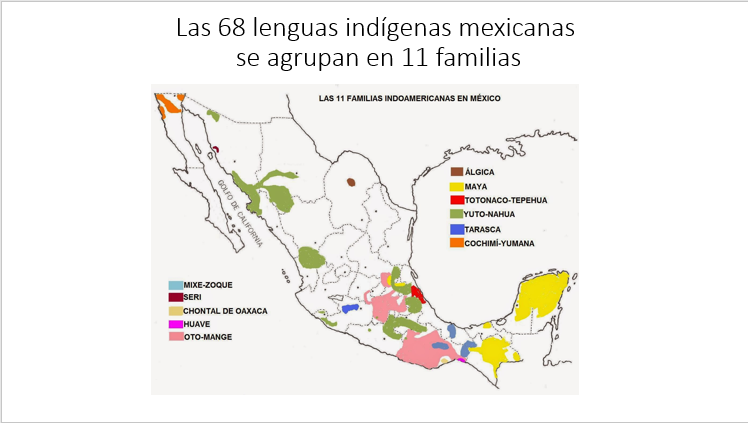 Las 68 lenguas indígenas mexicanas
se agrupan en 11 familias
LAS 11 FAMILIAS INDOAMERICANAS EN MÉXICO
ÁLGICA
MAYA
TOTONACO-TEPEHUA
YUTO-NAHUA
TARASCA
COCHIMÍ-YUMANA
GOLFO DE CALIFORNIA
MIXE-ZOQUE
SERI
CHONTAL DE OAXACA
HUAVE
OTO-MANGE